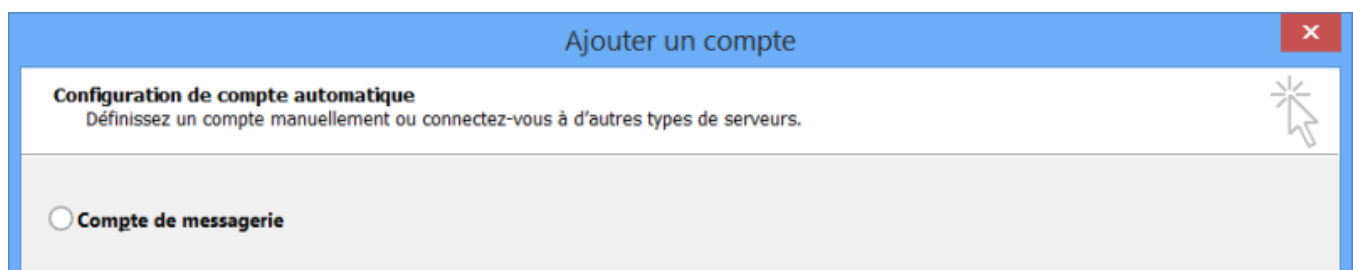 Ajouter un compte
Configuration de compte automatique
Définissez un compte manuellement ou connectez-vous à d'autres types de serveurs.
Compte de messagerie